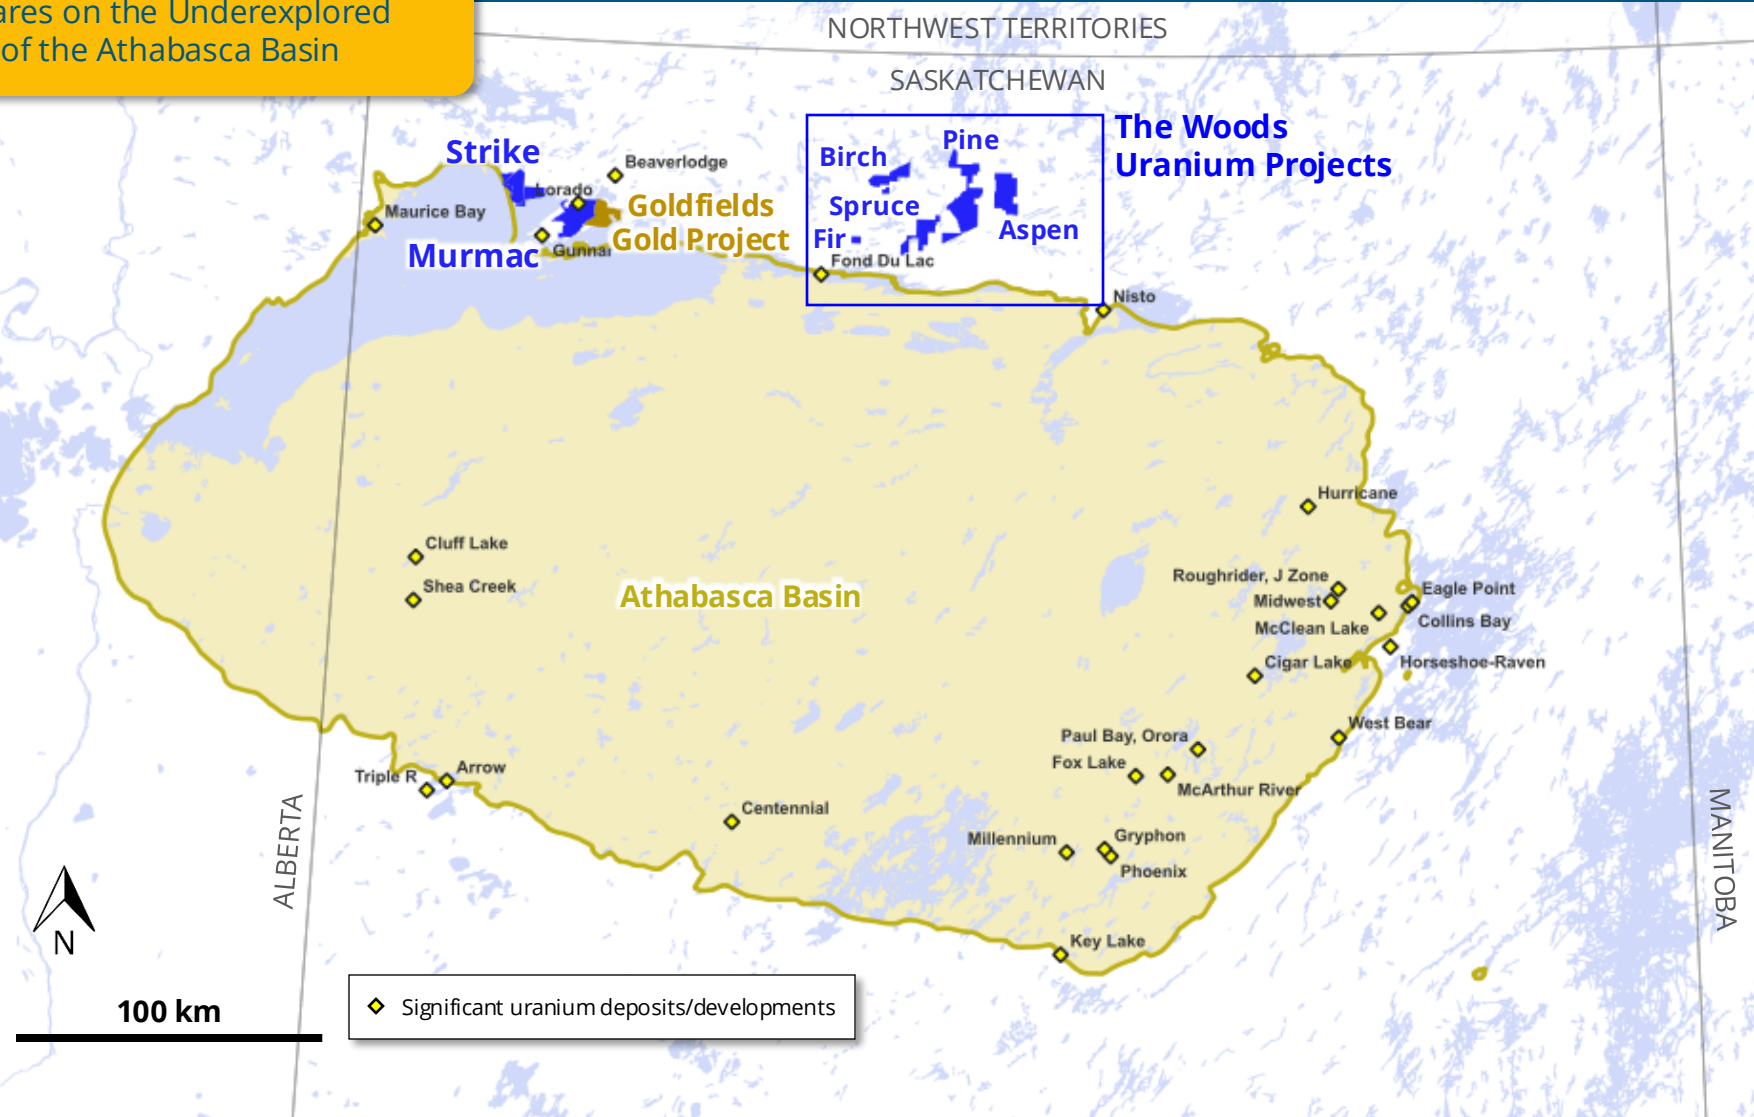 of the Athabasca Basin
on the Underexplored
NORTHWEST TERRITORIES
SASKATCHEWAN
The Woods
Uranium Projects
Pine
Birch
Strike
Beaverlodge
Lorado
Goldfields
Gold Project
Spruce
Maurice Bay
Aspen
Fir
Murmac
Gunnar
Fond Du Lac
Nisto
Hurricane
Cluff Lake
Shea Creek
Athabasca Basin
Roughrider, J Zone
Eagle Point
Midwest
McClean Lake
Collins Bay
Cigar Lake
Horseshoe-Raven
West Bear
Paul Bay, Orora
Fox Lake
McArthur River
Triple R
Arrow
Centennial
Millennium
Gryphon
Phoenix
Key Lake
ALBERTA
MANITOBA
N
100 km
Significant uranium deposits/developments